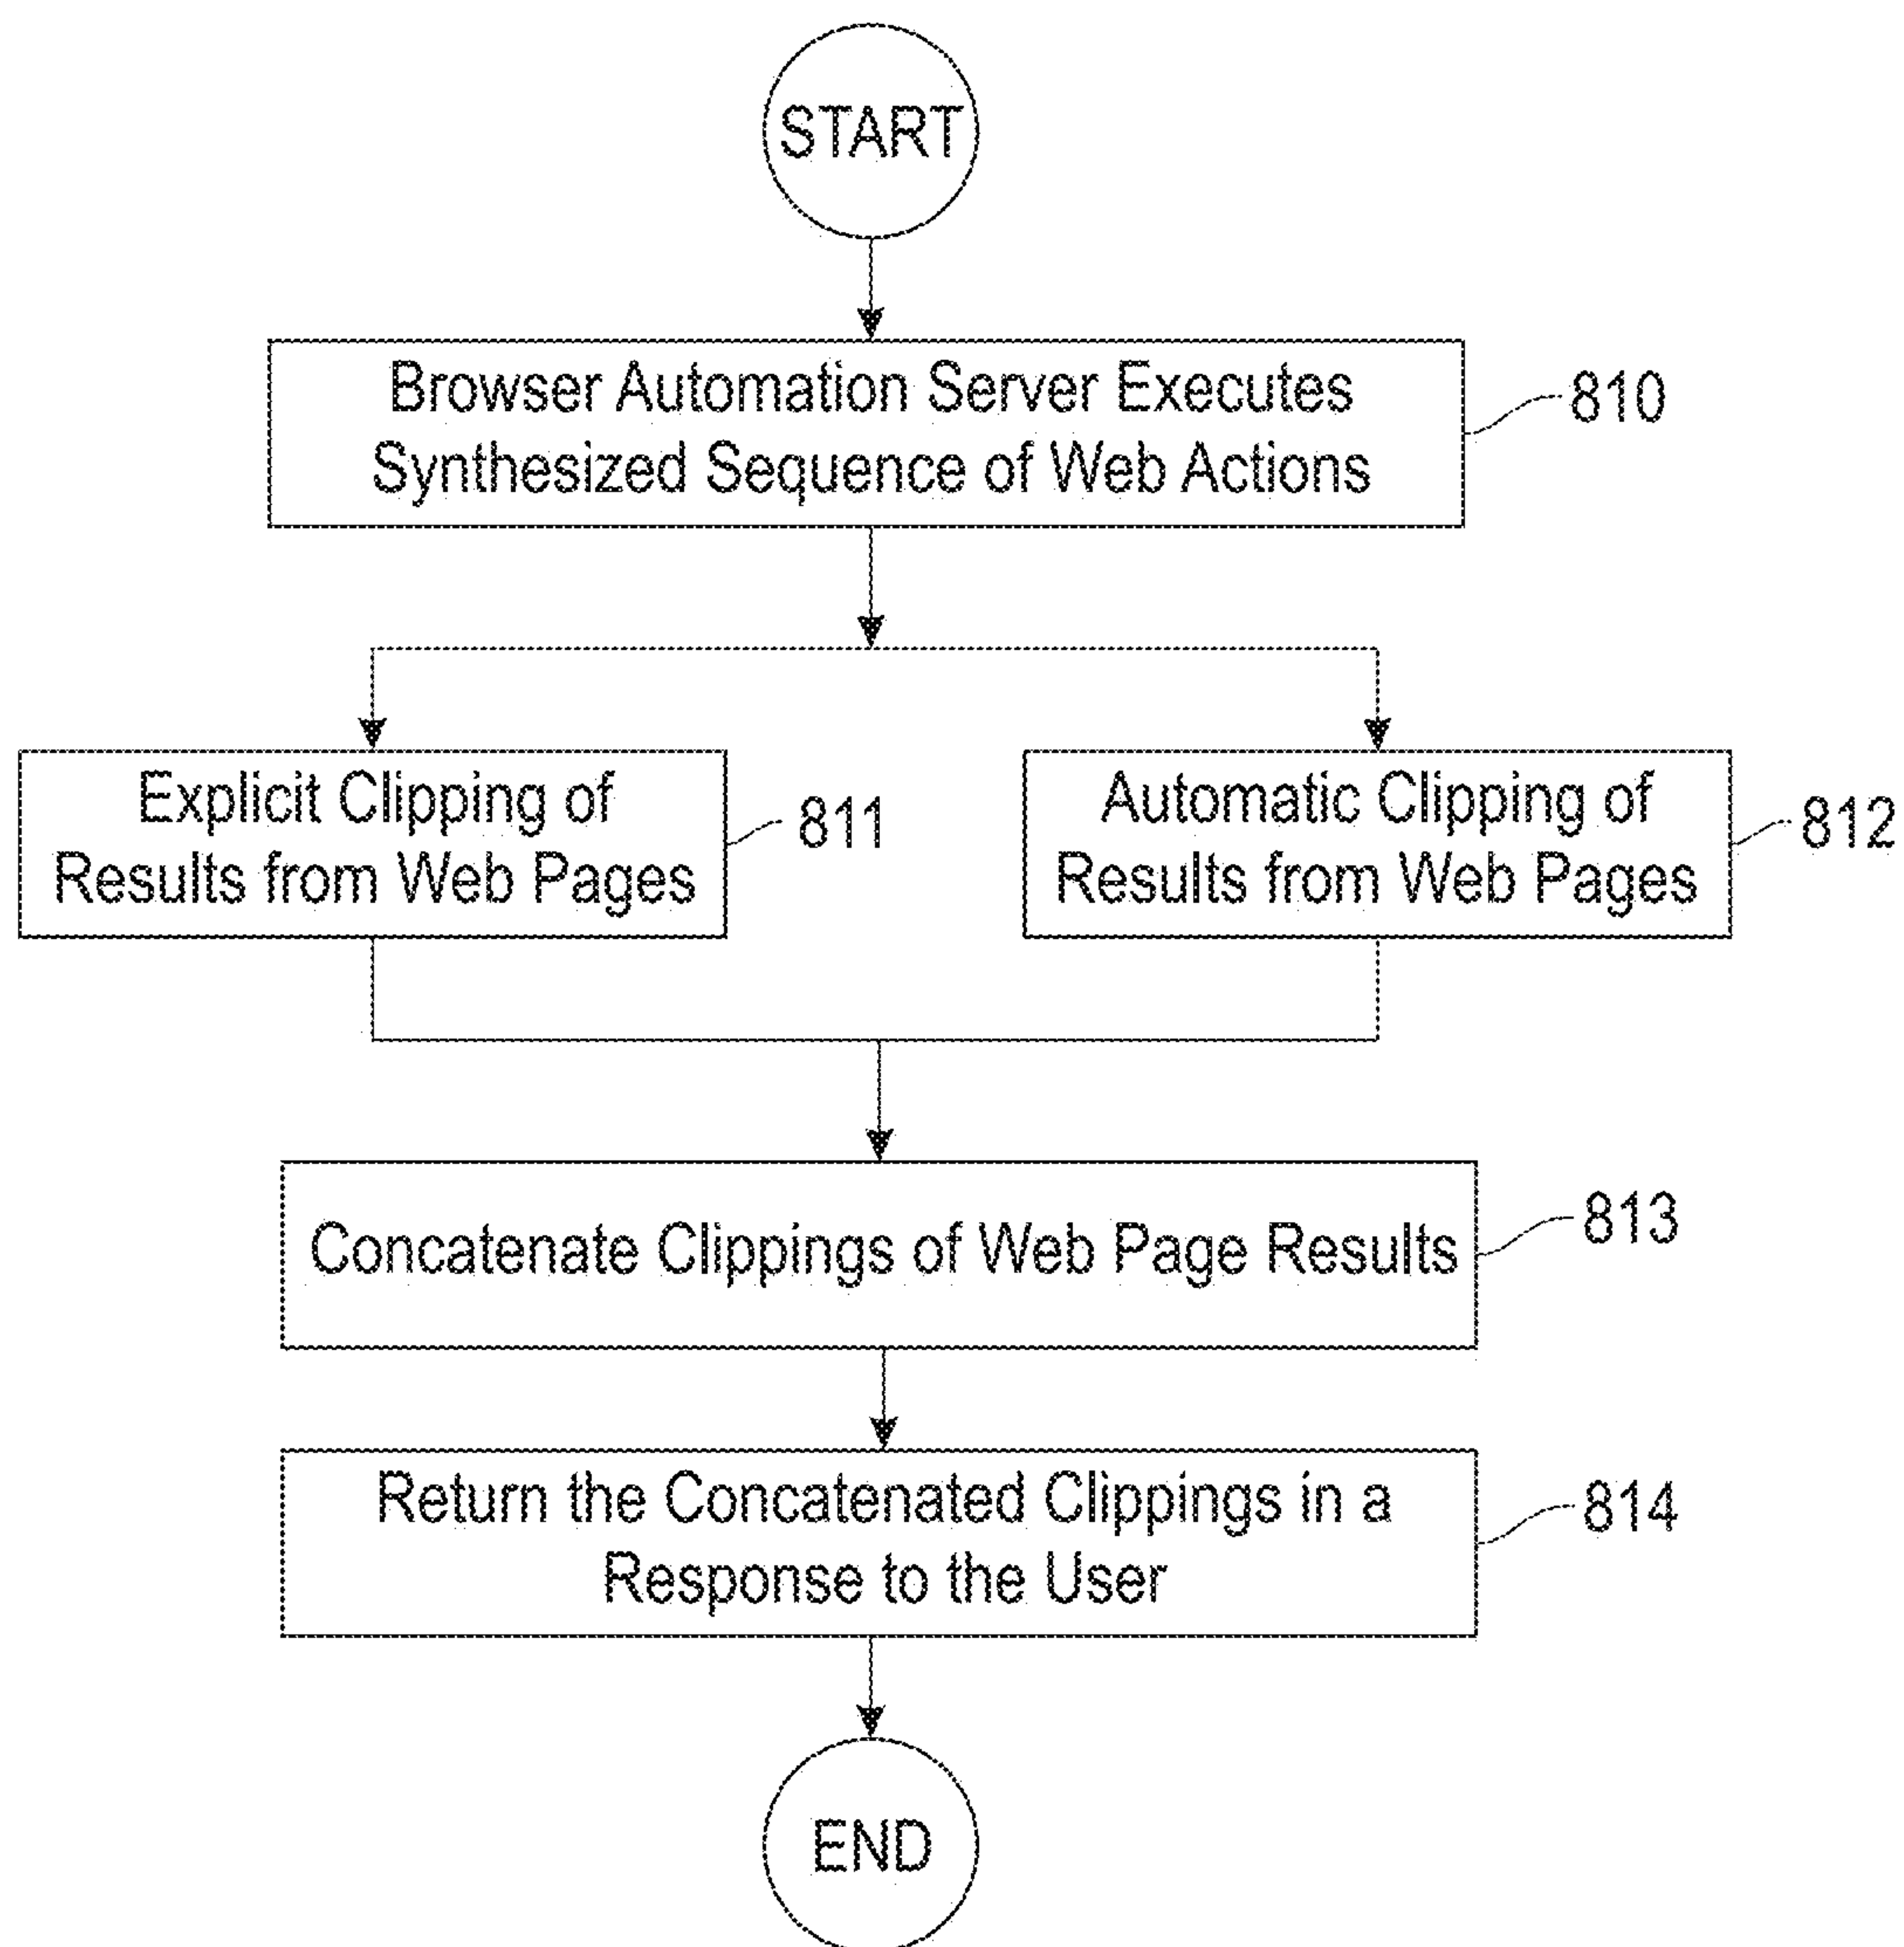 START
Browser Automation Server Executes
Synthesized Sequence of Web Actions
810
Explicit Clipping of
Results from Web Pages
811
Automatic Clipping of
Results from Web Pages
812
Concatenate Clippings of Web Page Results
813
Return the Concatenated Clippings in a
Response to the User
814
END